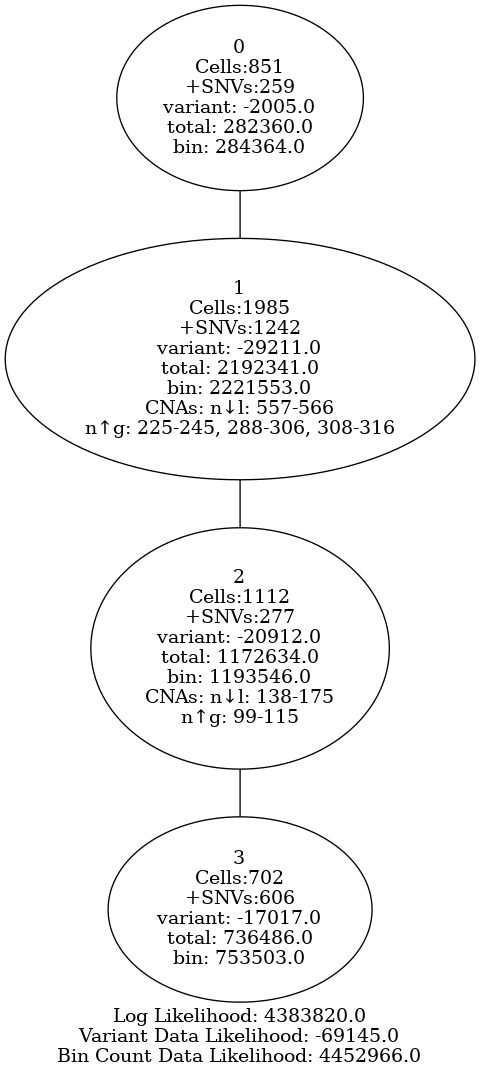 0
Cells:851
+SNVs:259
variant: -2005.0
total: 282360.0
bin: 284364.0
1
Cells:1985
+SNVs:1242
variant: -29211.0
total: 2192341.0
bin: 2221553.0
CNAs: n↓l: 557-566
n↑g: 225-245, 288-306, 308-316
2
Cells:1112
+SNVs:277
variant: -20912.0
total: 1172634.0
bin: 1193546.0
CNAs: n↓l: 138-175
n↑g: 99-115
3
Cells:702
+SNVs:606
variant: -17017.0
total: 736486.0
bin: 753503.0
Log Likelihood: 4383820.0
Variant Data Likelihood: -69145.0
Bin Count Data Likelihood: 4452966.0